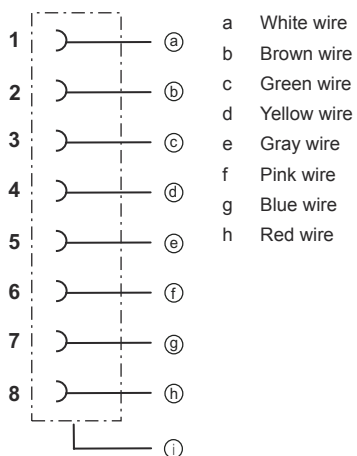 1 a
2 b
3 c
4 d
5 e
6 f
7 g
8 h
i
a White wire
b Brown wire
c Green wire
d Yellow wire
e Gray wire
f Pink wire
g Blue wire
h Red wire